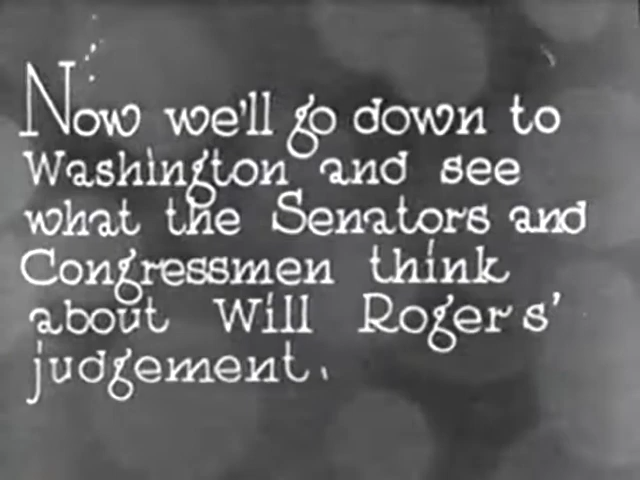 Now we'll go down to
Washington and see
what the Senators and
Congressmen think
about Will Rogers'
judgement.